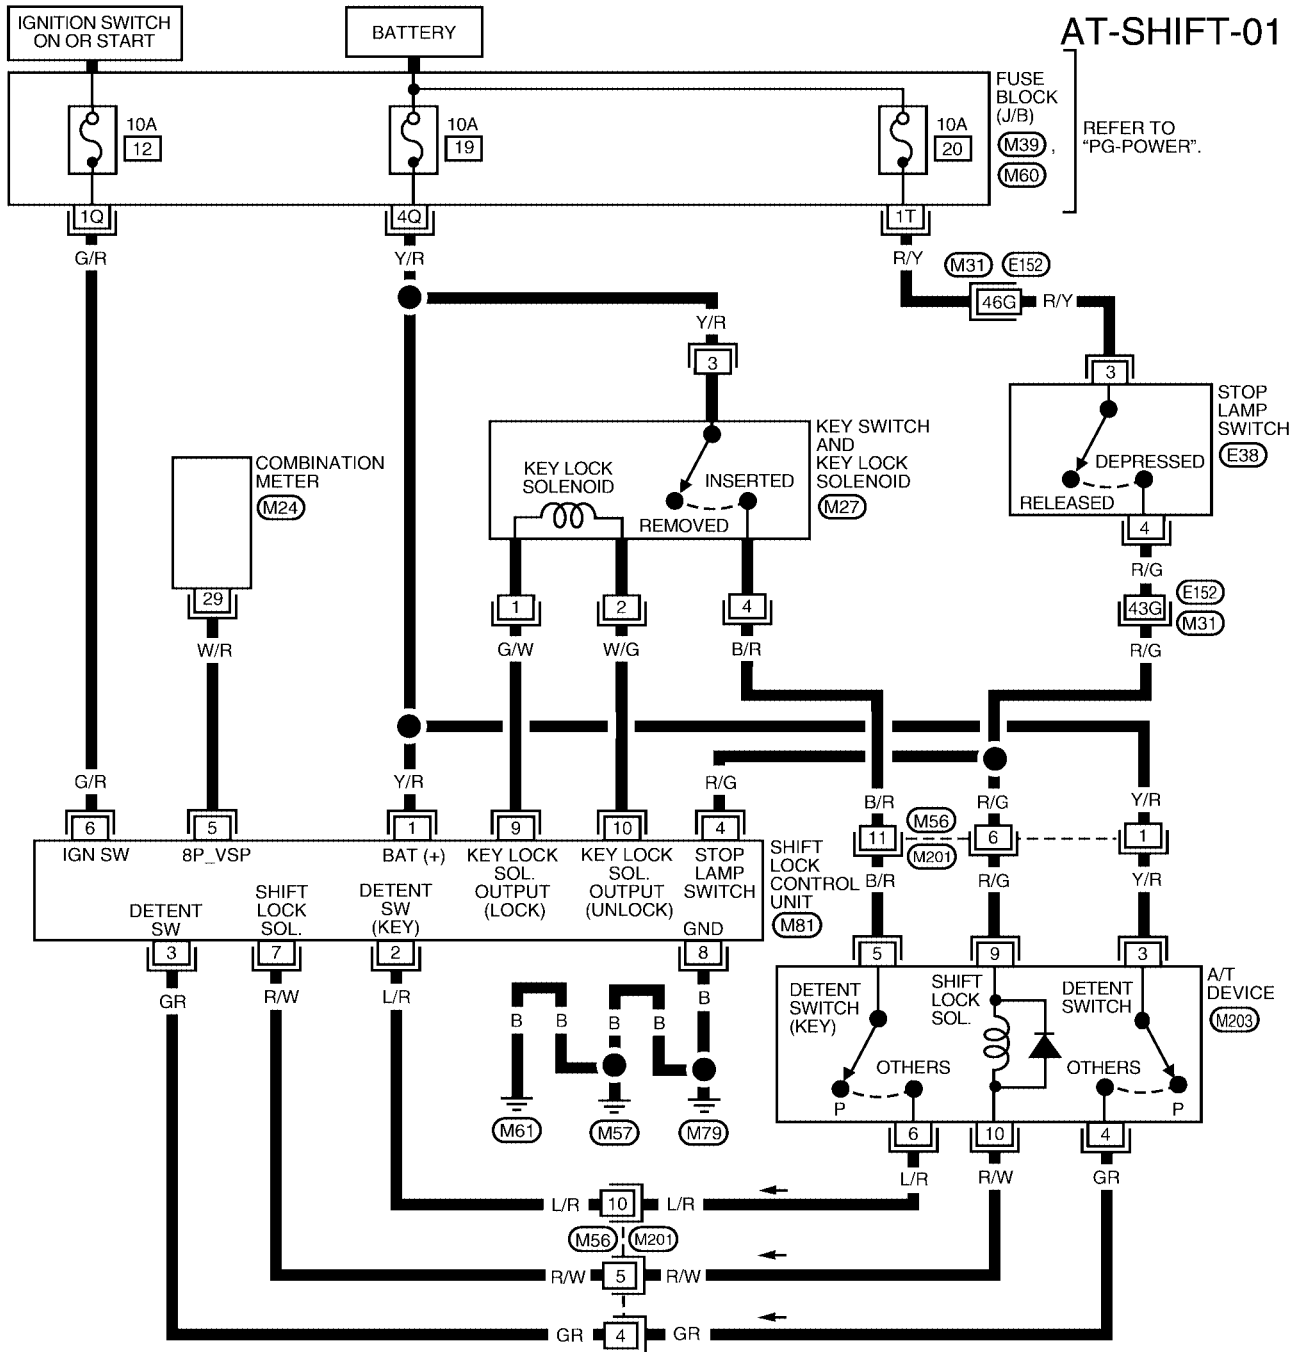 IGNITION SWITCH
ON OR START
BATTERY
AT-SHIFT-01
10A
12
10A
19
10A
20
FUSE
BLOCK
(J/B)
M39 ,
M60
REFER TO
"PG-POWER".
1Q
4Q
1T
G/R
Y/R
R/Y
M31
E152
46G
R/Y
Y/R
3
3
STOP
LAMP
SWITCH
E38
DEPRESSED
RELEASED
4
KEY SWITCH
AND
KEY LOCK
SOLENOID
M27
KEY LOCK
SOLENOID
INSERTED
REMOVED
COMBINATION
METER
M24
29
W/R
1
2
4
G/W
W/G
B/R
R/G
43G
E152
M31
R/G
G/R
Y/R
R/G
B/R
R/G
Y/R
6
5
1
9
10
4
11
M56
M201
6
1
B/R
R/G
Y/R
IGN SW
8P_VSP
BAT (+)
KEY LOCK
SOL.
OUTPUT
(LOCK)
KEY LOCK
SOL.
OUTPUT
(UNLOCK)
STOP
LAMP
SWITCH
SHIFT
LOCK
CONTROL
UNIT
M81
DETENT
SW
SHIFT
LOCK
SOL.
DETENT
SW
(KEY)
GND
3
7
2
8
5
9
3
GR
R/W
L/R
B
B
B
B
B
M61
M57
M79
DETENT
SWITCH
(KEY)
SHIFT
LOCK
SOL.
DETENT
SWITCH
A/T
DEVICE
M203
OTHERS
OTHERS
P
P
6
10
4
L/R
R/W
GR
L/R
10
L/R
M56
M201
R/W
5
R/W
GR
4
GR